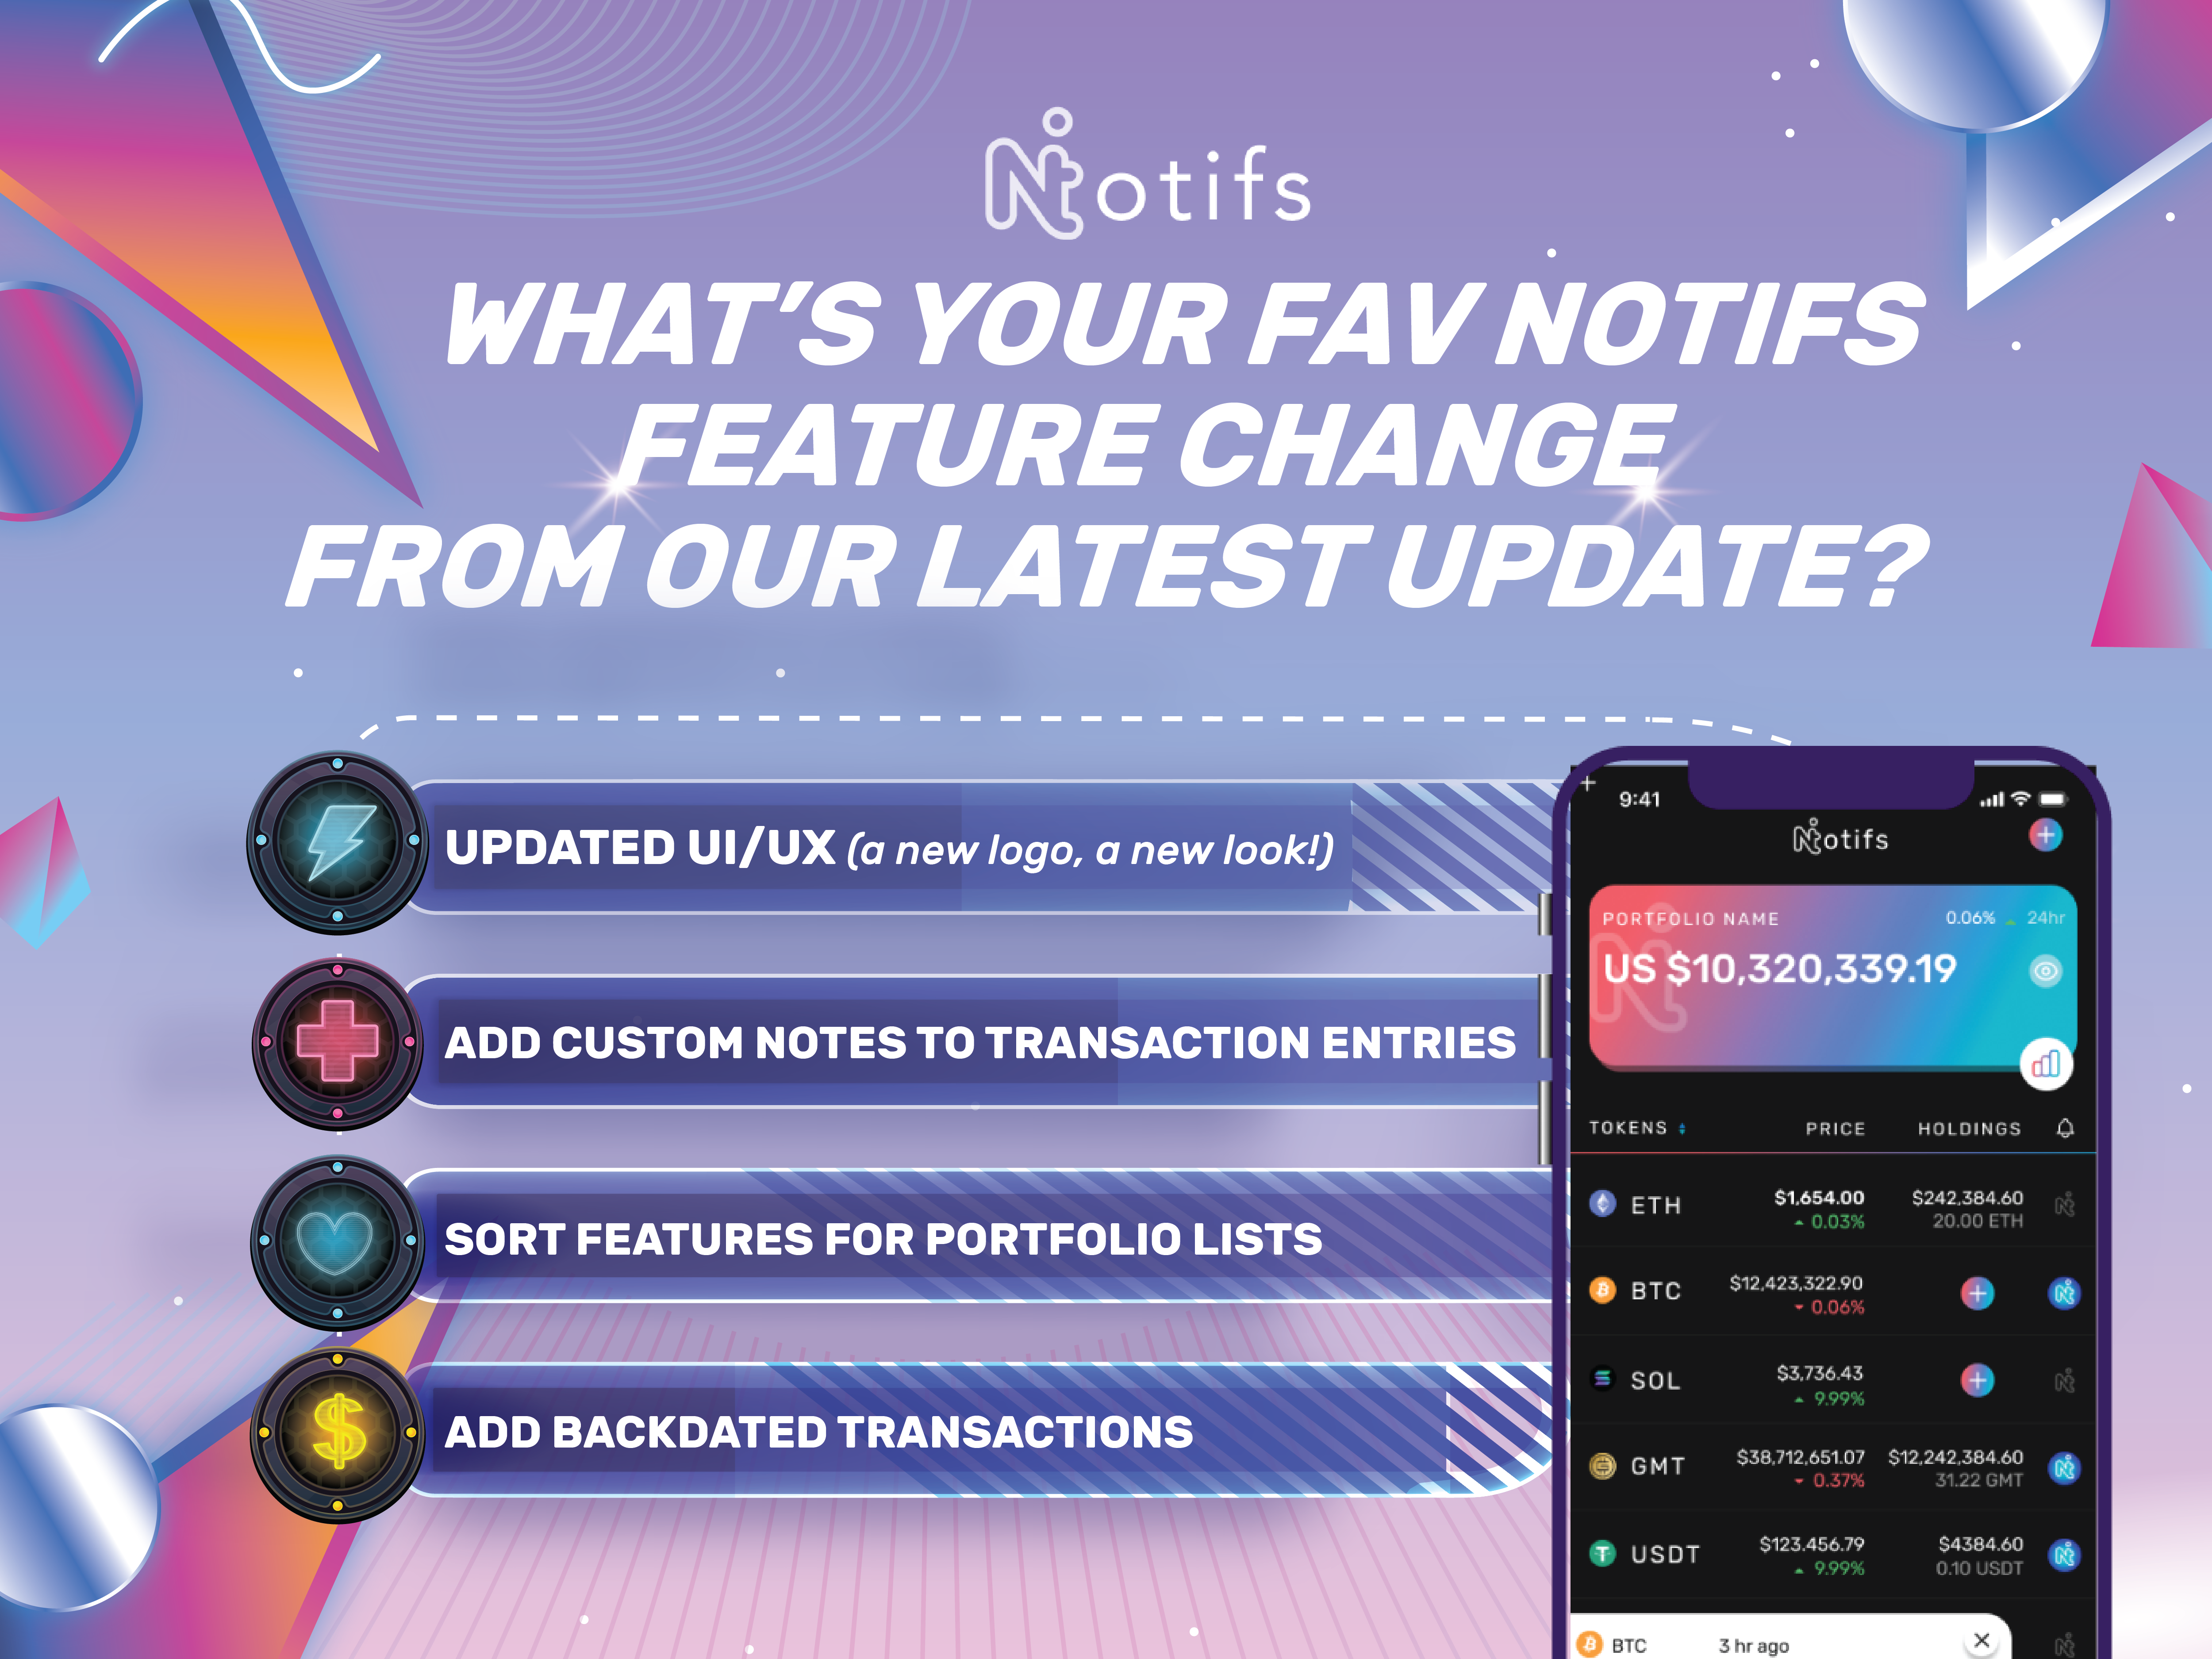 Notifs
WHAT'S YOUR FAV NOTIFS
FEATURE CHANGE
FROM OUR LATEST UPDATE?
UPDATED UI/UX (a new logo, a new look!)
ADD CUSTOM NOTES TO TRANSACTION ENTRIES
SORT FEATURES FOR PORTFOLIO LISTS
ADD BACKDATED TRANSACTIONS
9:41
Notifs
PORTFOLIO NAME 0.06% 24hr
US $10,320,339.19
TOKENS PRICE HOLDINGS
ETH $1,654.00 $242,384.60
0.03% 20.00 ETH
BTC $12,423,322.90
0.06%
SOL $3,736.43
9.99%
GMT $38,712,651.07 $12,242,384.60
0.37% 31.22 GMT
USDT $123.456.79 $4384.60
9.99% 0.10 USDT
BTC 3 hr ago